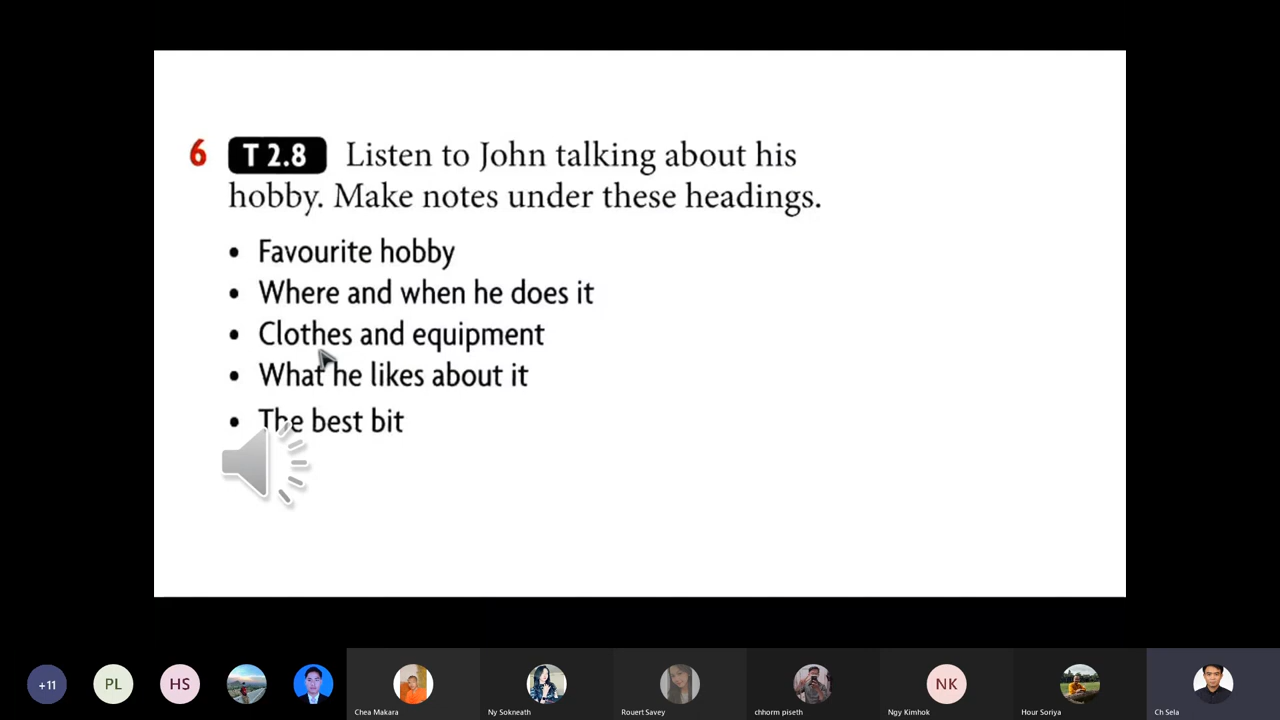 6 T 2.8 Listen to John talking about his
hobby. Make notes under these headings.
• Favourite hobby
• Where and when he does it
• Clothes and equipment
• What he likes about it
• The best bit
+11 PL HS NK
Chea Makara Ny Sokneath Rouert Savey chhorm piseth Ngy Kimhok Hour Soriya Ch Sela